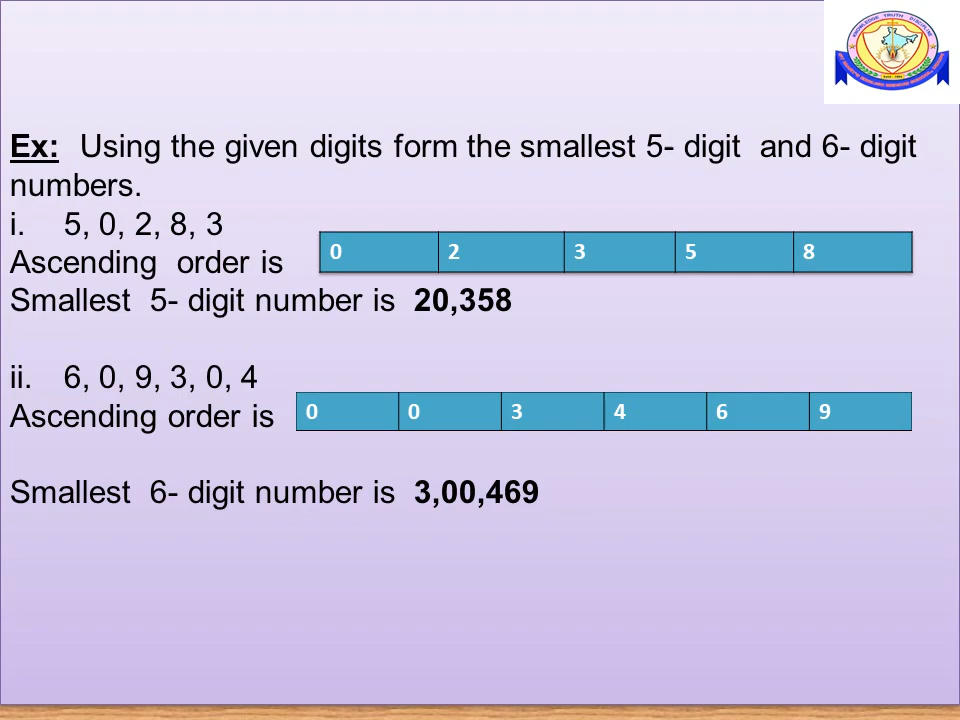 KNOWLEDGE TRUTH DISCIPLINE
Ex: Using the given digits form the smallest 5- digit and 6- digit
numbers.
i. 5, 0, 2, 8, 3
Ascending order is 0 2 3 5 8
Smallest 5- digit number is 20,358
ii. 6, 0, 9, 3, 0, 4
Ascending order is 0 0 3 4 6 9
Smallest 6- digit number is 3,00,469